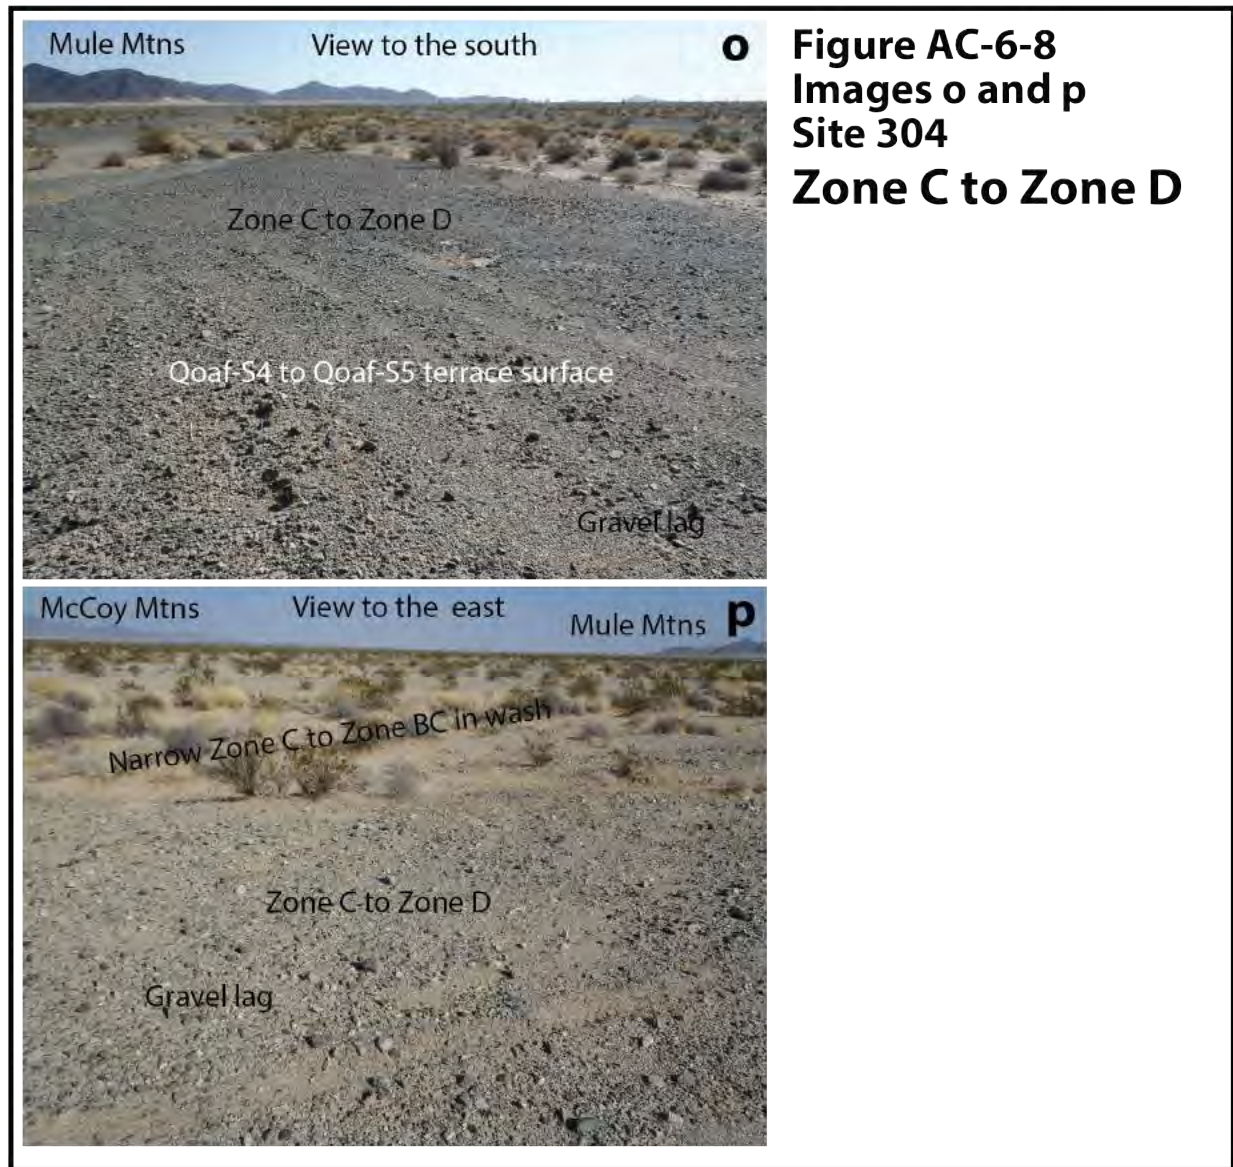 Mule Mtns
View to the south
o
Zone C to Zone D
Qoaf-S4 to Qoaf-S5 terrace surface
Gravel lag
McCoy Mtns
View to the east
Mule Mtns
p
Narrow Zone C to Zone BC in wash
Zone C to Zone D
Gravel lag
Figure AC-6-8
Images o and p
Site 304
Zone C to Zone D